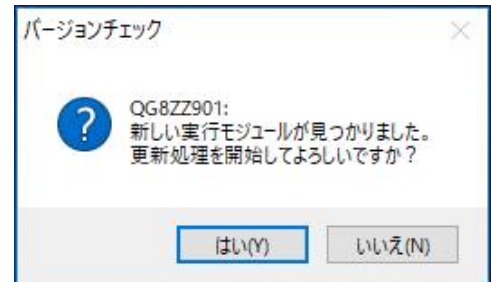 バージョンチェック
QG8ZZ901:
新しい実行モジュールが見つかりました。
更新処理を開始してよろしいですか？
はい(Y)
いいえ(N)